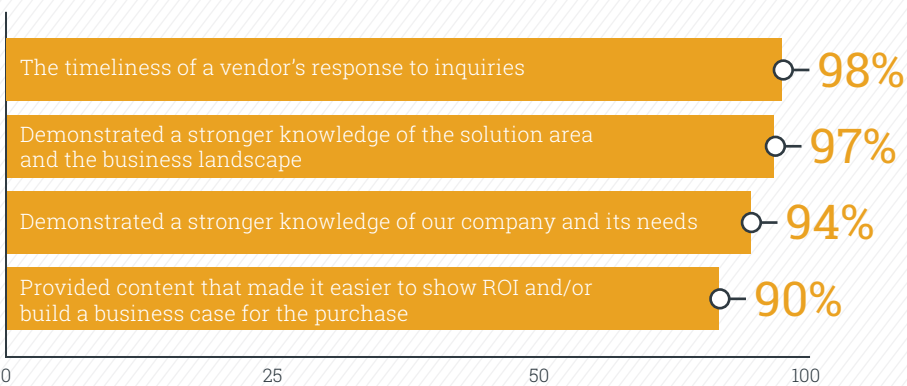 The timeliness of a vendor’s response to inquiries
98%
Demonstrated a stronger knowledge of the solution area
and the business landscape
97%
Demonstrated a stronger knowledge of our company and its needs
94%
Provided content that made it easier to show ROI and/or
build a business case for the purchase
90%
0 25 50 100